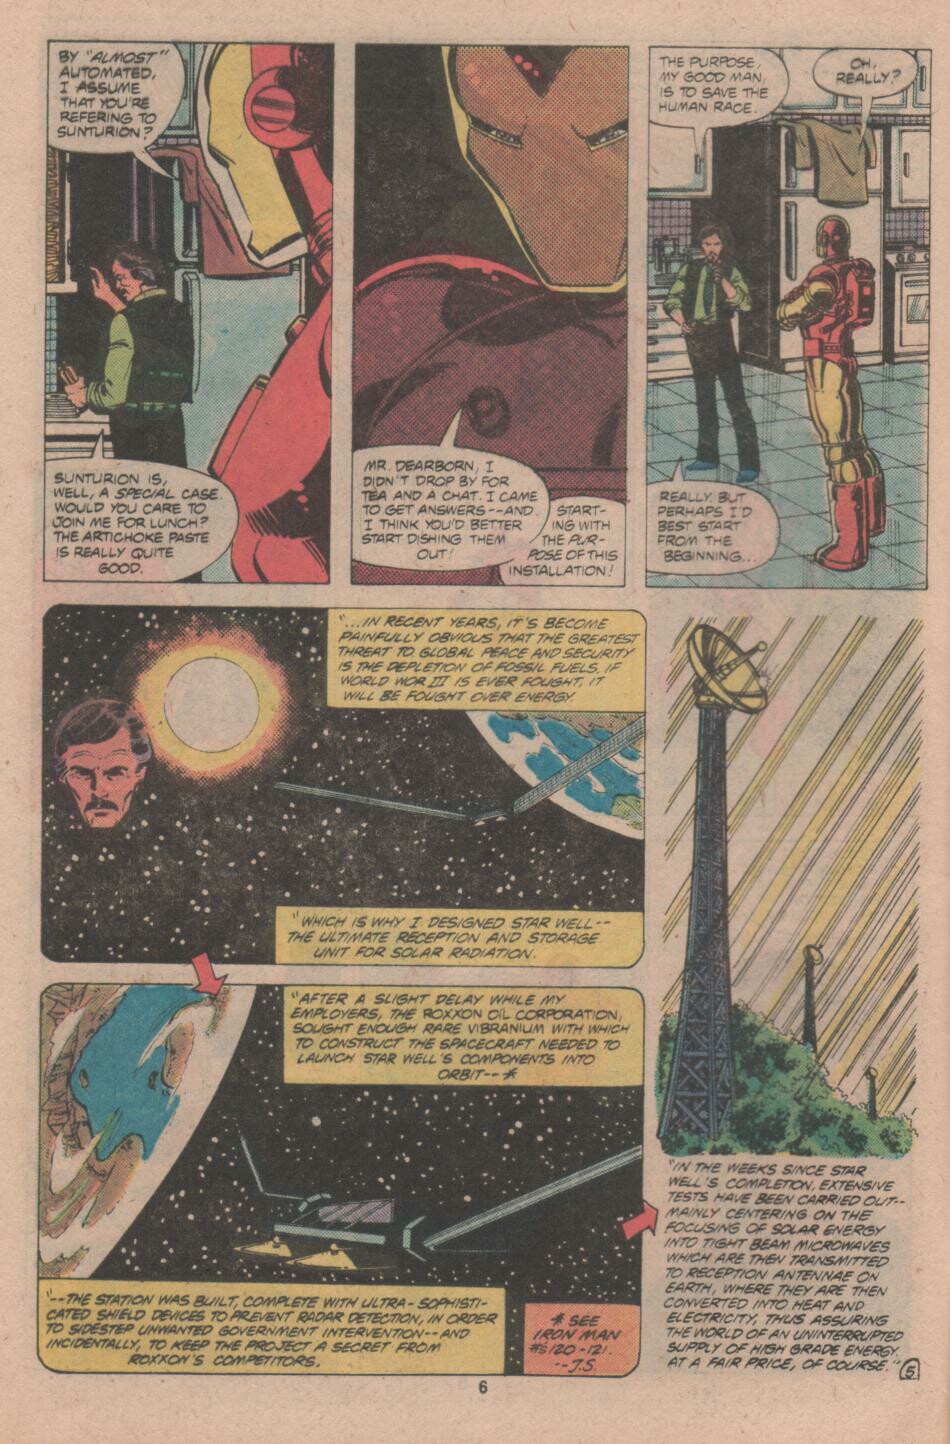 BY "ALMOST"
AUTOMATED,
I ASSUME
THAT YOU'RE
REFERING TO
SUNTURION?
SUNTURION IS,
WELL, A SPECIAL CASE.
WOULD YOU CARE TO
JOIN ME FOR LUNCH?
THE ARTICHOKE PASTE
IS REALLY QUITE
GOOD.
MR. DEARBORN, I
DIDN'T DROP BY FOR
TEA AND A CHAT. I CAME
TO GET ANSWERS--AND
I THINK YOU'D BETTER
START DISHING THEM
OUT!
START-
ING WITH
THE PUR-
POSE OF THIS
INSTALLATION!
THE PURPOSE,
MY GOOD MAN,
IS TO SAVE THE
HUMAN RACE.
OH,
REALLY?
REALLY. BUT
PERHAPS I'D
BEST START
FROM THE
BEGINNING...
"...IN RECENT YEARS, IT'S BECOME
PAINFULLY OBVIOUS THAT THE GREATEST
THREAT TO GLOBAL PEACE AND SECURITY
IS THE DEPLETION OF FOSSIL FUELS. IF
WORLD WOR III IS EVER FOUGHT, IT
WILL BE FOUGHT OVER ENERGY.
"WHICH IS WHY I DESIGNED STAR WELL--
THE ULTIMATE RECEPTION AND STORAGE
UNIT FOR SOLAR RADIATION.
"AFTER A SLIGHT DELAY WHILE MY
EMPLOYERS, THE ROXXON OIL CORPORATION,
SOUGHT ENOUGH RARE VIBRANIUM WITH WHICH
TO CONSTRUCT THE SPACECRAFT NEEDED TO
LAUNCH STAR WELL'S COMPONENTS INTO
ORBIT--*
"--THE STATION WAS BUILT, COMPLETE WITH ULTRA-SOPHISTI-
CATED SHIELD DEVICES TO PREVENT RADAR DETECTION, IN ORDER
TO SIDESTEP UNWANTED GOVERNMENT INTERVENTION--AND
INCIDENTALLY, TO KEEP THE PROJECT A SECRET FROM
ROXXON'S COMPETITORS.
* SEE
IRON MAN
#'S 120-121.
--J.S.
"IN THE WEEKS SINCE STAR
WELL'S COMPLETION, EXTENSIVE
TESTS HAVE BEEN CARRIED OUT--
MAINLY CENTERING ON THE
FOCUSING OF SOLAR ENERGY
INTO TIGHT BEAM MICROWAVES
WHICH ARE THEN TRANSMITTED
TO RECEPTION ANTENNAE ON
EARTH, WHERE THEY ARE THEN
CONVERTED INTO HEAT AND
ELECTRICITY, THUS ASSURING
THE WORLD OF AN UNINTERRUPTED
SUPPLY OF HIGH GRADE ENERGY.
AT A FAIR PRICE, OF COURSE."
5
6